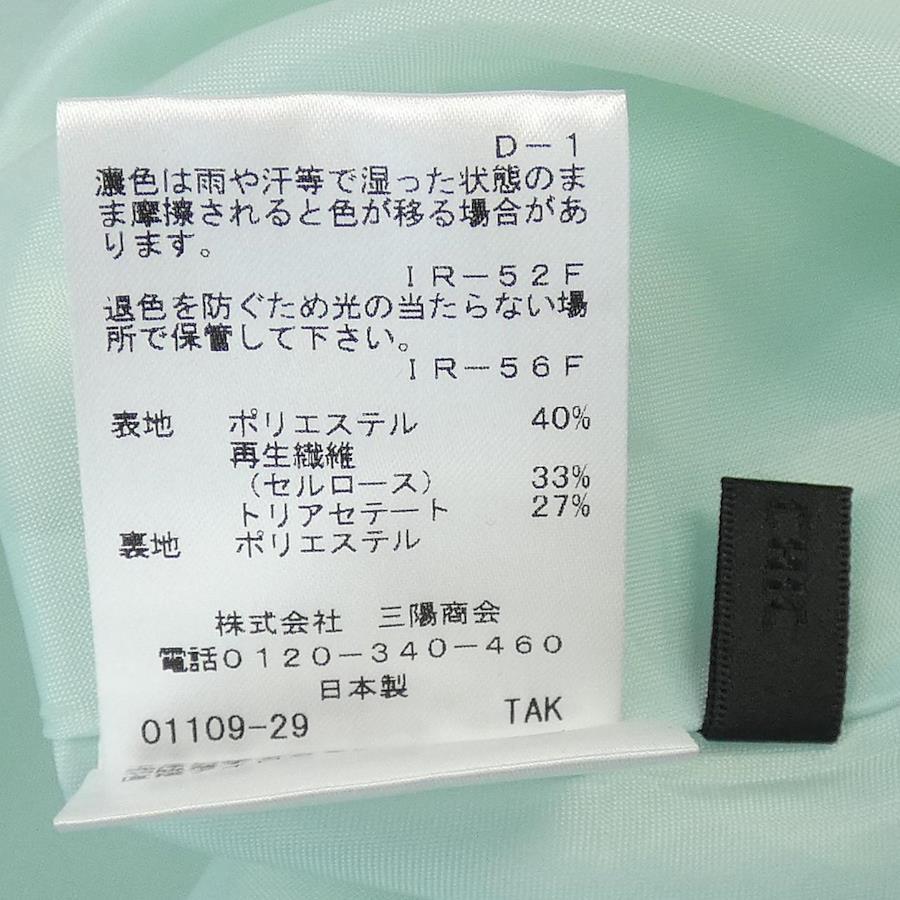 D－1
濃色は雨や汗等で湿った状態のま
ま摩擦されると色が移る場合があ
ります。
IR－52F
退色を防ぐため光の当たらない場
所で保管して下さい。
IR－56F
表地 ポリエステル 40%
再生繊維
（セルロース） 33%
トリアセテート 27%
裏地 ポリエステル
株式会社 三陽商会
電話0120－340－460
日本製
01109-29 TAK